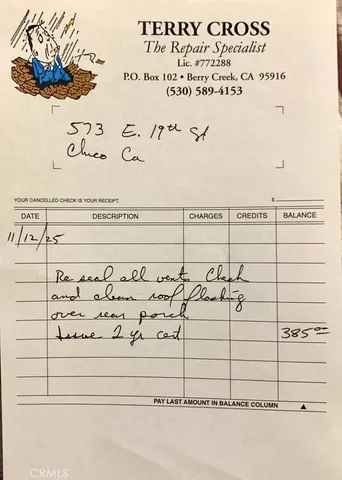 TERRY CROSS
The Repair Specialist
Lic. #772288
P.O. Box 102 • Berry Creek, CA 95916
(530) 589-4153
573 E. 19th St
Chico Ca
YOUR CANCELLED CHECK IS YOUR RECEIPT. $
DATE DESCRIPTION CHARGES CREDITS BALANCE
11/12/25
Re seal all vents Check
and clean roof flashing
over rear porch
Issue 2 yr cert 385.00
PAY LAST AMOUNT IN BALANCE COLUMN ▲
CRMLS